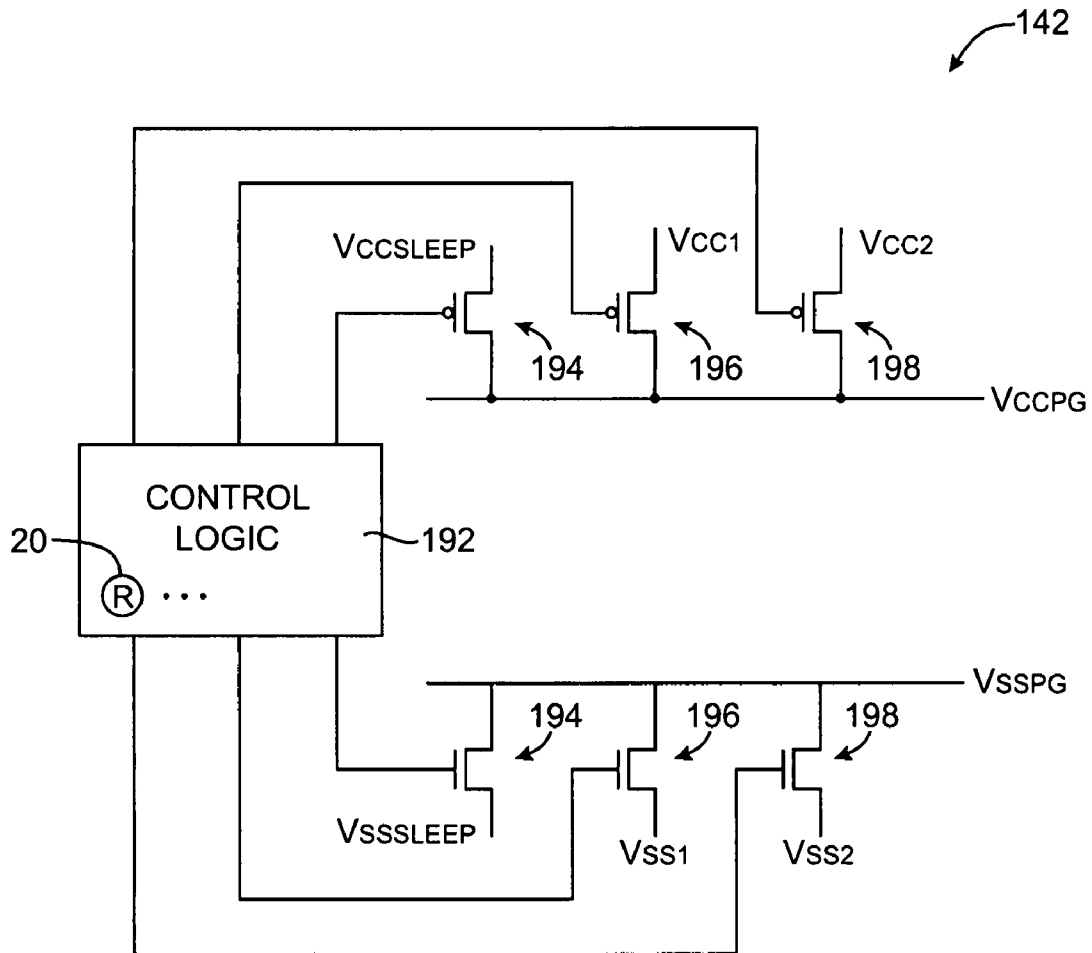 142
VCCSLEEP
VCC1
VCC2
194
196
198
VCCPG
CONTROL
LOGIC
20
192
R ...
VSSPG
194
196
198
VSSSLEEP
VSS1
VSS2